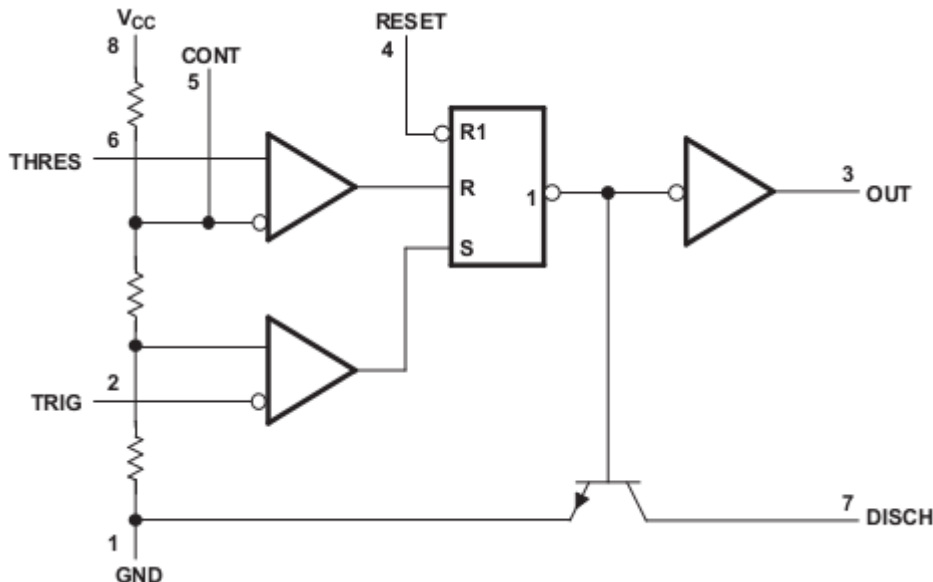 VCC
8
CONT
5
RESET
4
6
THRES
R1
R
1
S
3
OUT
2
TRIG
7
DISCH
1
GND